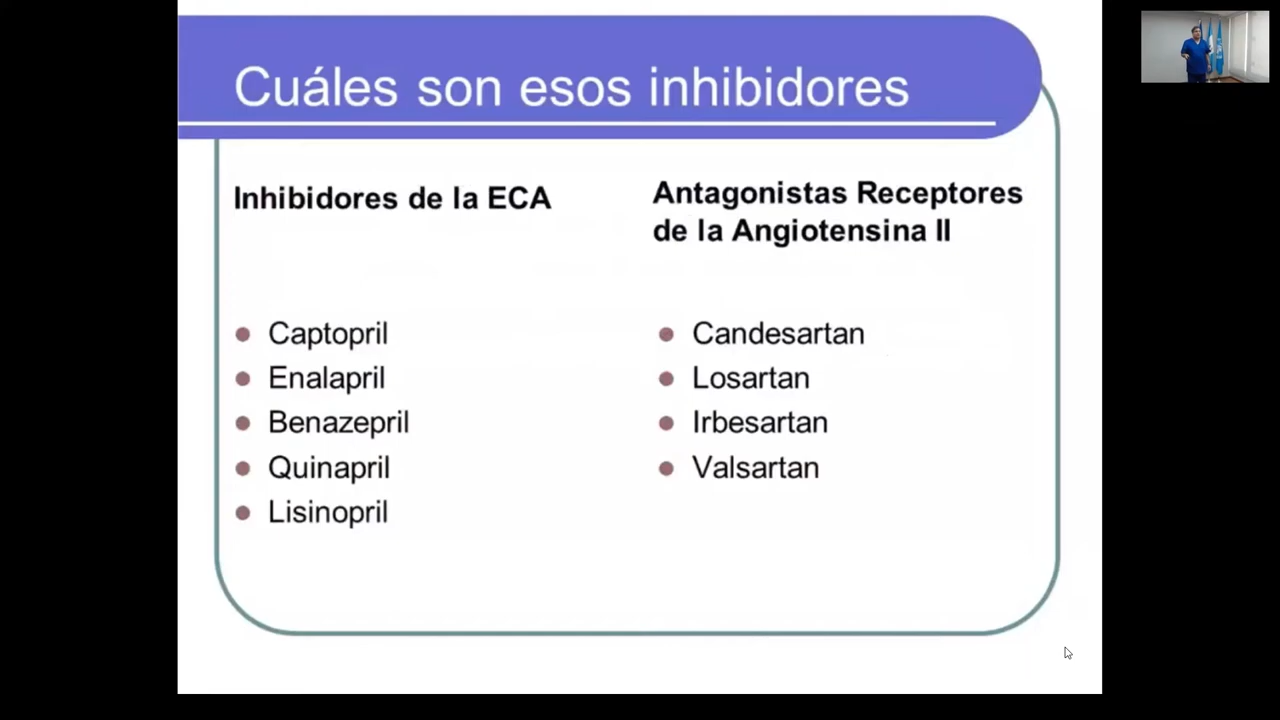 Cuáles son esos inhibidores
Inhibidores de la ECA
Captopril
Enalapril
Benazepril
Quinapril
Lisinopril
Antagonistas Receptores
de la Angiotensina II
Candesartan
Losartan
Irbesartan
Valsartan